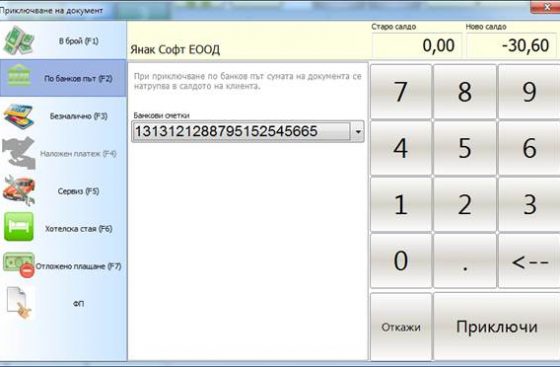 Приключване на документ
В брой (F1)
По банков път (F2)
Безналично (F3)
Наложен платеж (F4)
Сервиз (F5)
Хотелска стая (F6)
Отложено плащане (F7)
ФП
Янак Софт ЕООД
При приключване по банков път сумата на документа се
натрупва в салдото на клиента.
Банкови сметки
1313121288795152545665
Старо салдо
Ново салдо
0,00
-30,60
7 8 9
4 5 6
1 2 3
0 . <--
Откажи
Приключи